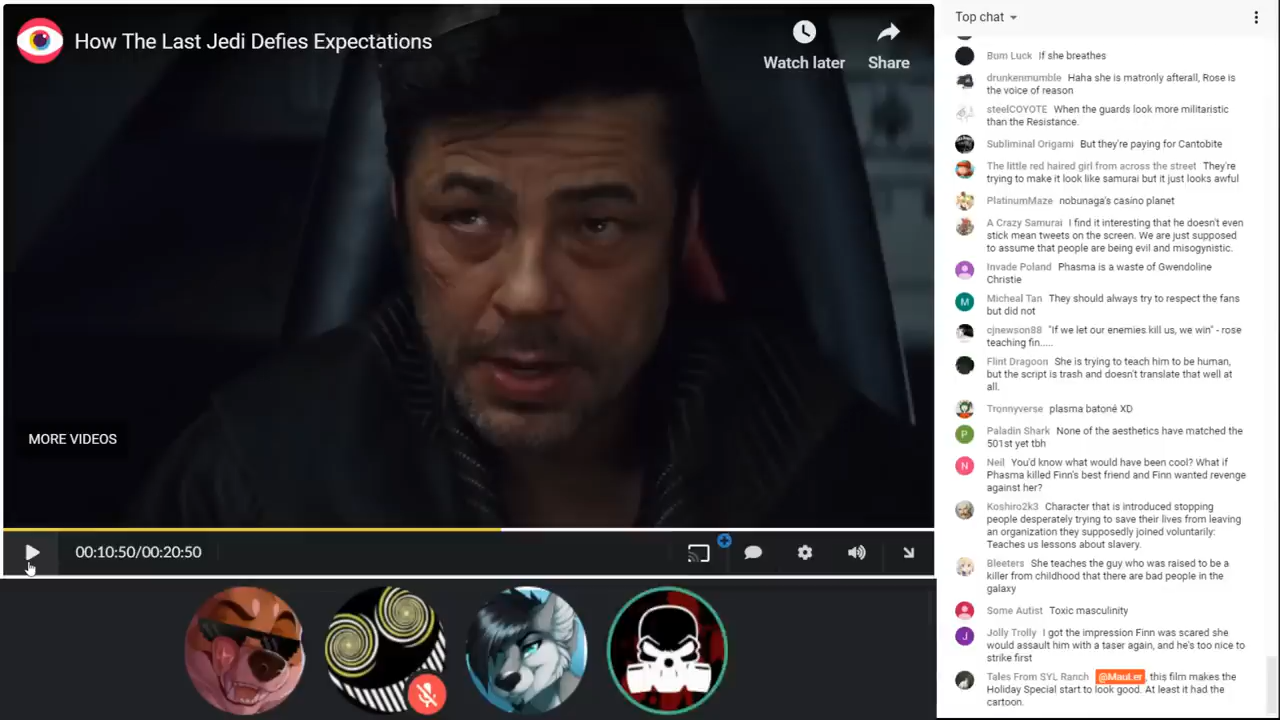 How The Last Jedi Defies Expectations
Watch later
Share
MORE VIDEOS
00:10:50/00:20:50
Top chat
Bum Luck If she breathes
drunkenmumble Haha she is matronly afterall, Rose is
the voice of reason
steelCOYOTE When the guards look more militaristic
than the Resistance.
Subliminal Origami But they're paying for Cantobite
The little red haired girl from across the street They're
trying to make it look like samurai but it just looks awful
PlatinumMaze nobunaga's casino planet
A Crazy Samurai I find it interesting that he doesn't even
stick mean tweets on the screen. We are just supposed
to assume that people are being evil and misogynistic.
Invade Poland Phasma is a waste of Gwendoline
Christie
M
Micheal Tan They should always try to respect the fans
but did not
cjnewson88 "If we let our enemies kill us, we win" - rose
teaching fin.....
Flint Dragoon She is trying to teach him to be human,
but the script is trash and doesn't translate that well at
all.
Tronnyverse plasma batoné XD
P
Paladin Shark None of the aesthetics have matched the
501st yet tbh
N
Neil You'd know what would have been cool? What if
Phasma killed Finn's best friend and Finn wanted revenge
against her?
Koshiro2k3 Character that is introduced stopping
people desperately trying to save their lives from leaving
an organization they supposedly joined voluntarily:
Teaches us lessons about slavery.
Bleeters She teaches the guy who was raised to be a
killer from childhood that there are bad people in the
galaxy
Some Autist Toxic masculinity
J
Jolly Trolly I got the impression Finn was scared she
would assault him with a taser again, and he's too nice to
strike first
Tales From SYL Ranch @MauLer , this film makes the
Holiday Special start to look good. At least it had the
cartoon.